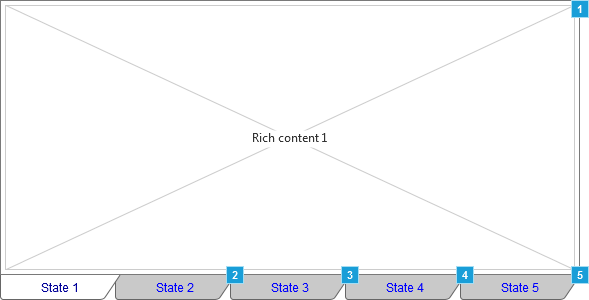 1
Rich content 1
2
3
4
5
State 1
State 2
State 3
State 4
State 5